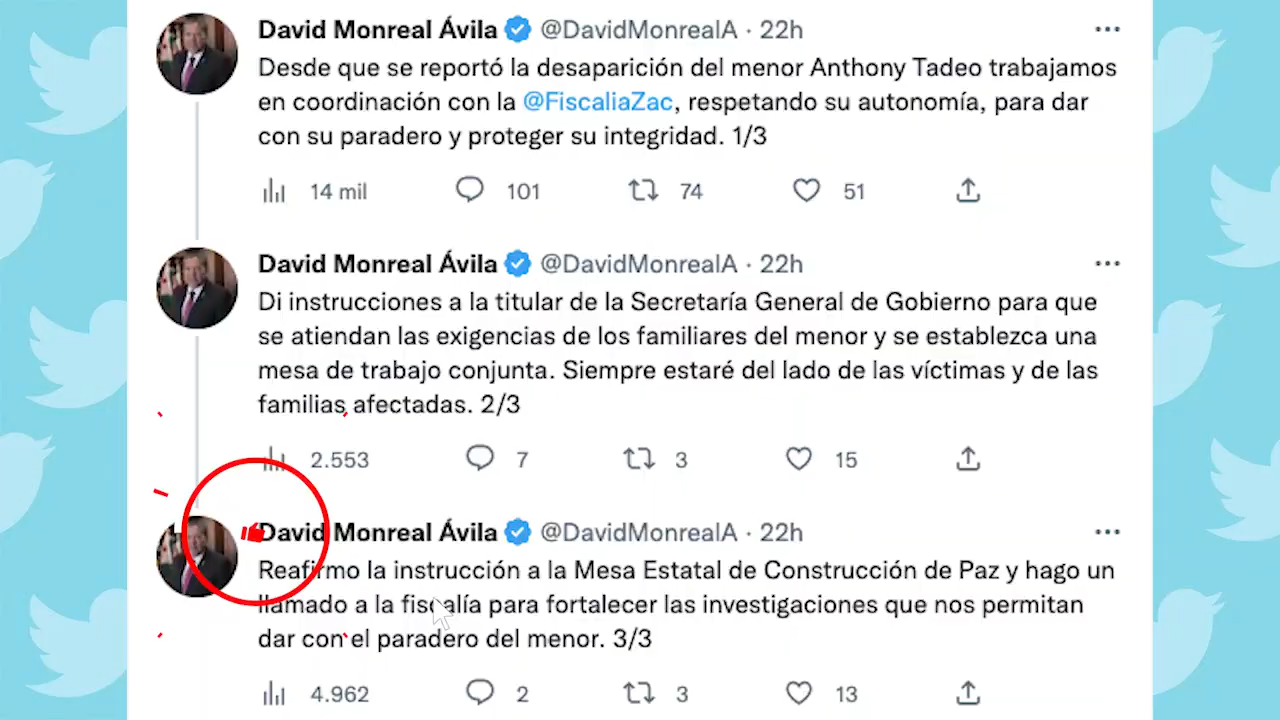 David Monreal Ávila @DavidMonrealA · 22h
Desde que se reportó la desaparición del menor Anthony Tadeo trabajamos
en coordinación con la @FiscaliaZac, respetando su autonomía, para dar
con su paradero y proteger su integridad. 1/3
14 mil 101 74 51
David Monreal Ávila @DavidMonrealA · 22h
Di instrucciones a la titular de la Secretaría General de Gobierno para que
se atiendan las exigencias de los familiares del menor y se establezca una
mesa de trabajo conjunta. Siempre estaré del lado de las víctimas y de las
familias afectadas. 2/3
2.553 7 3 15
David Monreal Ávila @DavidMonrealA · 22h
Reafirmo la instrucción a la Mesa Estatal de Construcción de Paz y hago un
llamado a la fiscalía para fortalecer las investigaciones que nos permitan
dar con el paradero del menor. 3/3
4.962 2 3 13